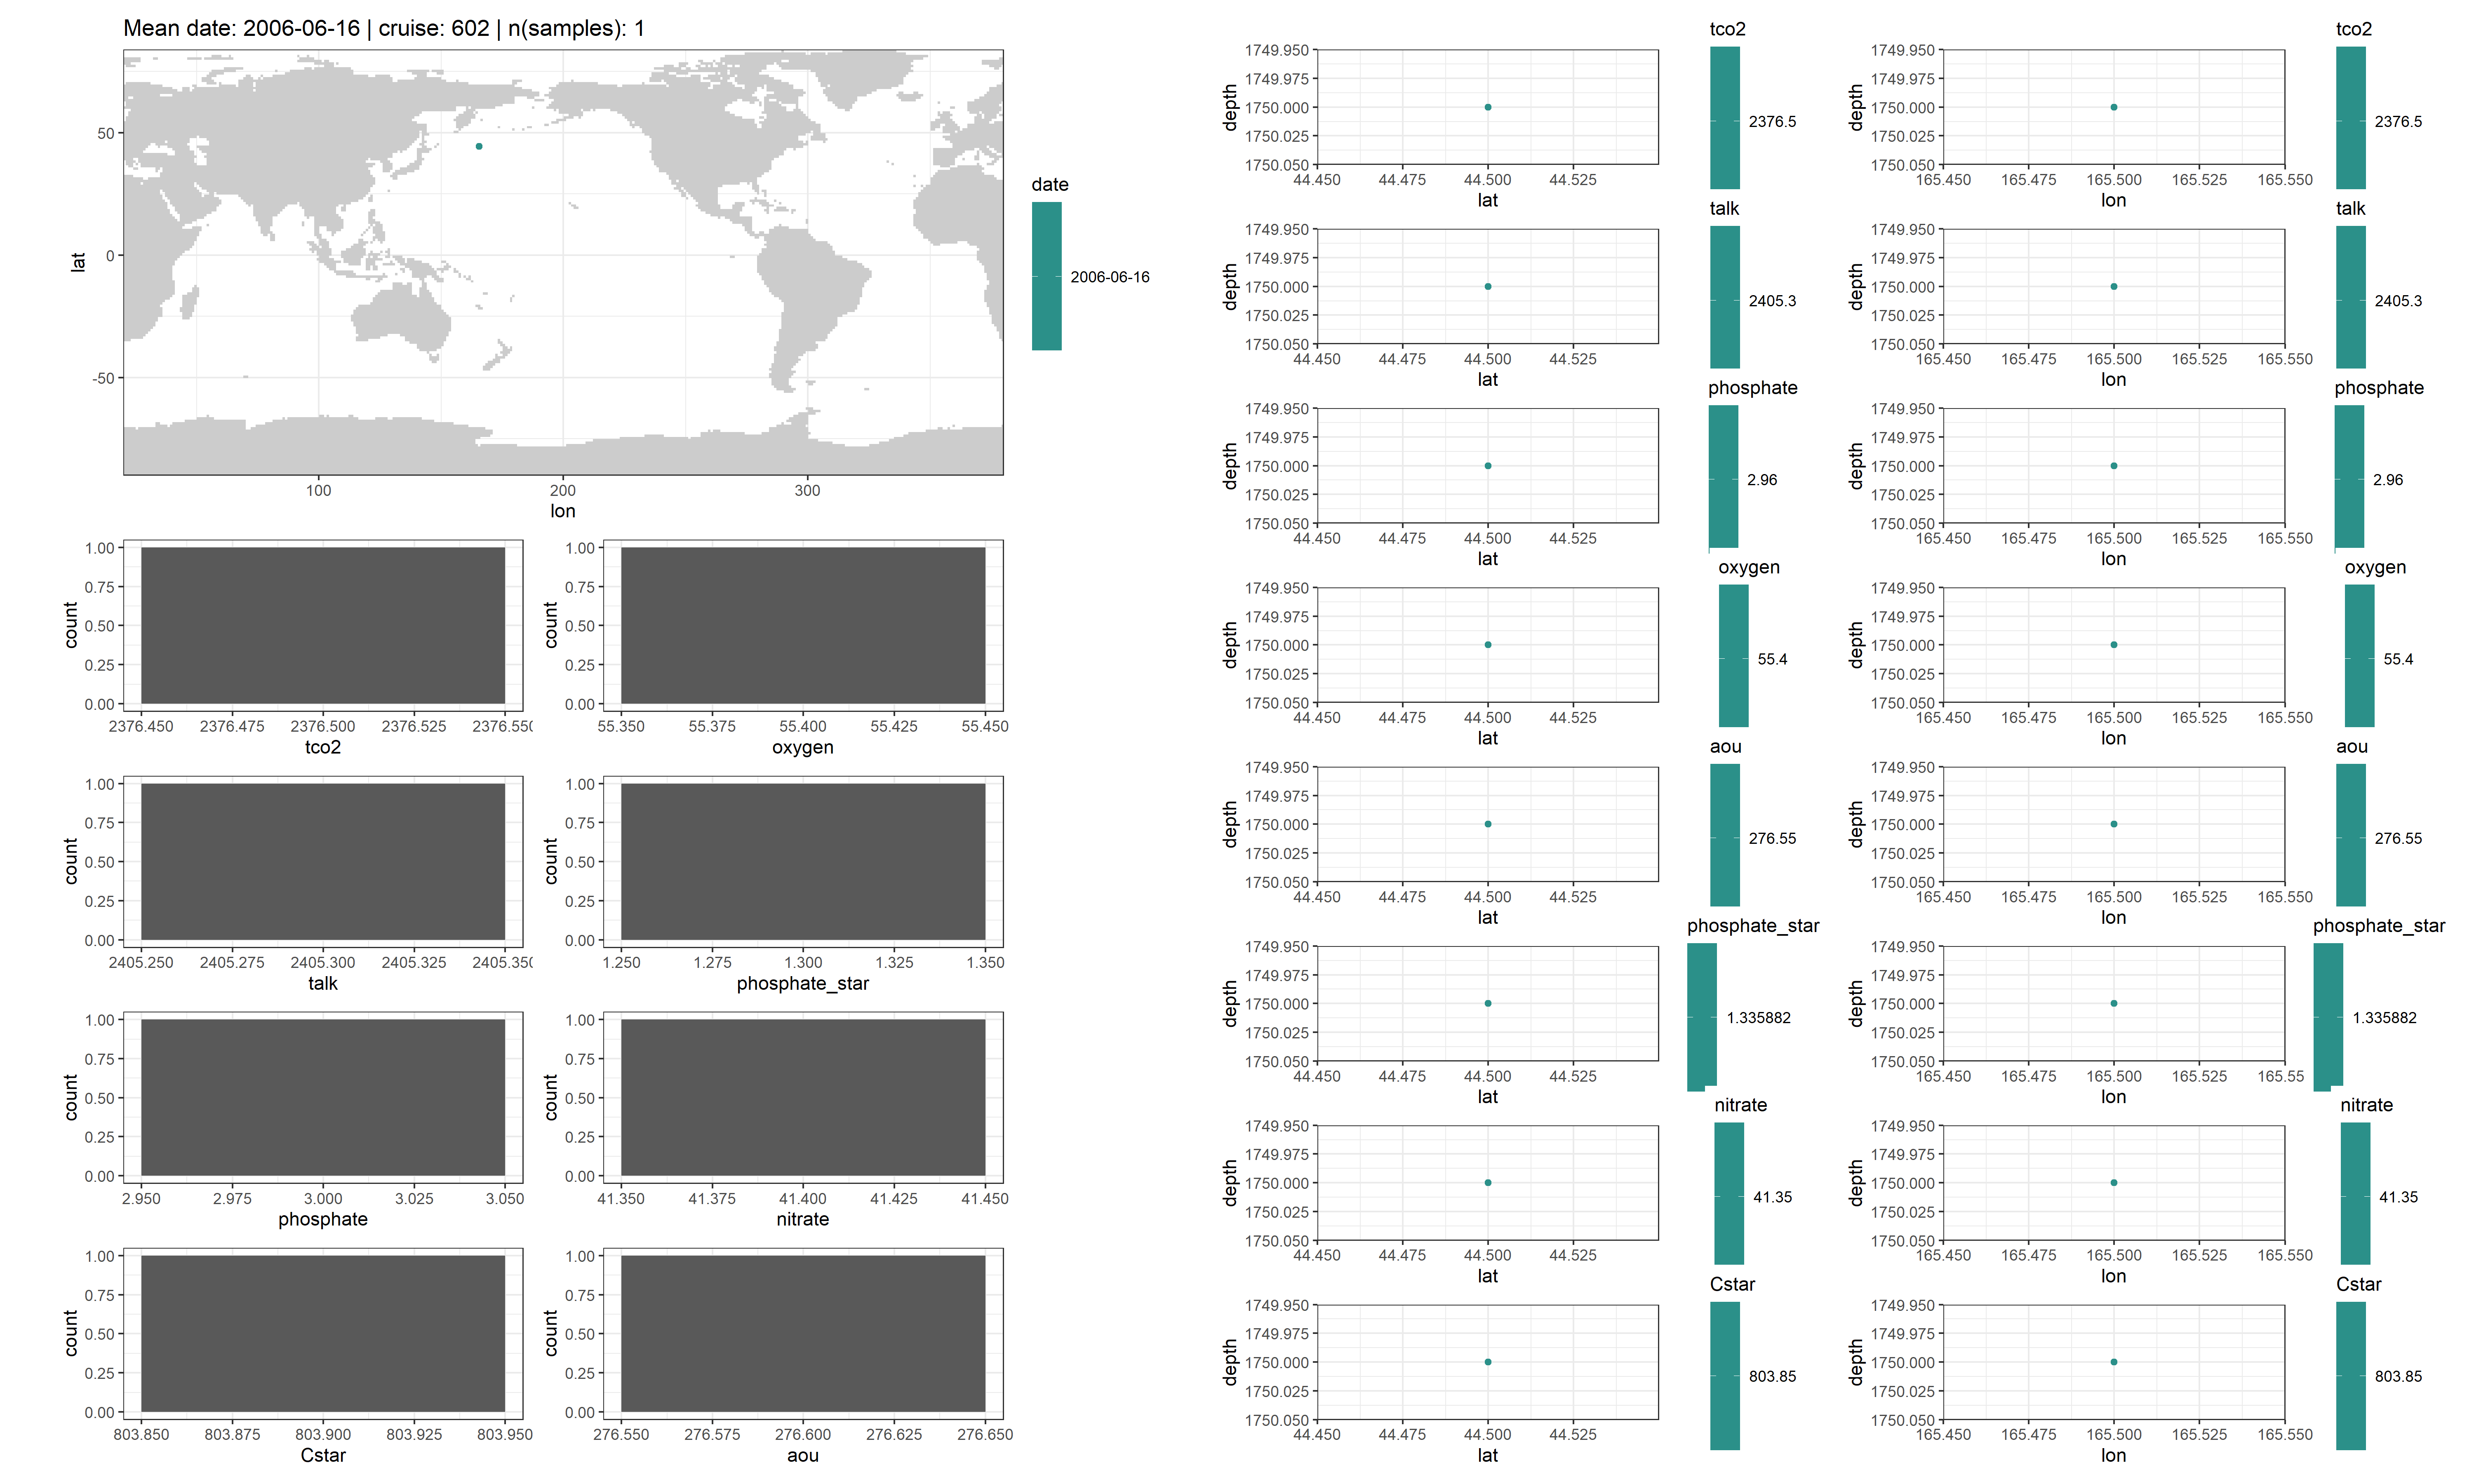 Mean date: 2006-06-16 | cruise: 602 | n(samples): 1
50
0
-50
lat
100 200 300
lon
date
2006-06-16
1.00
0.75
0.50
0.25
0.00
count
2376.450 2376.475 2376.500 2376.525 2376.550
tco2
1.00
0.75
0.50
0.25
0.00
count
55.350 55.375 55.400 55.425 55.450
oxygen
1.00
0.75
0.50
0.25
0.00
count
2405.250 2405.275 2405.300 2405.325 2405.350
talk
1.00
0.75
0.50
0.25
0.00
count
1.250 1.275 1.300 1.325 1.350
phosphate_star
1.00
0.75
0.50
0.25
0.00
count
2.950 2.975 3.000 3.025 3.050
phosphate
1.00
0.75
0.50
0.25
0.00
count
41.350 41.375 41.400 41.425 41.450
nitrate
1.00
0.75
0.50
0.25
0.00
count
803.850 803.875 803.900 803.925 803.950
Cstar
1.00
0.75
0.50
0.25
0.00
count
276.550 276.575 276.600 276.625 276.650
aou
1749.950
1749.975
1750.000
1750.025
1750.050
depth
44.450 44.475 44.500 44.525
lat
tco2
2376.5
1749.950
1749.975
1750.000
1750.025
1750.050
depth
165.450 165.475 165.500 165.525 165.550
lon
tco2
2376.5
1749.950
1749.975
1750.000
1750.025
1750.050
depth
44.450 44.475 44.500 44.525
lat
talk
2405.3
1749.950
1749.975
1750.000
1750.025
1750.050
depth
165.450 165.475 165.500 165.525 165.550
lon
talk
2405.3
1749.950
1749.975
1750.000
1750.025
1750.050
depth
44.450 44.475 44.500 44.525
lat
phosphate
2.96
1749.950
1749.975
1750.000
1750.025
1750.050
depth
165.450 165.475 165.500 165.525 165.550
lon
phosphate
2.96
1749.950
1749.975
1750.000
1750.025
1750.050
depth
44.450 44.475 44.500 44.525
lat
oxygen
55.4
1749.950
1749.975
1750.000
1750.025
1750.050
depth
165.450 165.475 165.500 165.525 165.550
lon
oxygen
55.4
1749.950
1749.975
1750.000
1750.025
1750.050
depth
44.450 44.475 44.500 44.525
lat
aou
276.55
1749.950
1749.975
1750.000
1750.025
1750.050
depth
165.450 165.475 165.500 165.525 165.550
lon
aou
276.55
1749.950
1749.975
1750.000
1750.025
1750.050
depth
44.450 44.475 44.500 44.525
lat
phosphate_star
1.335882
1749.950
1749.975
1750.000
1750.025
1750.050
depth
165.450 165.475 165.500 165.525 165.55
lon
phosphate_star
1.335882
1749.950
1749.975
1750.000
1750.025
1750.050
depth
44.450 44.475 44.500 44.525
lat
nitrate
41.35
1749.950
1749.975
1750.000
1750.025
1750.050
depth
165.450 165.475 165.500 165.525 165.550
lon
nitrate
41.35
1749.950
1749.975
1750.000
1750.025
1750.050
depth
44.450 44.475 44.500 44.525
lat
Cstar
803.85
1749.950
1749.975
1750.000
1750.025
1750.050
depth
165.450 165.475 165.500 165.525 165.550
lon
Cstar
803.85